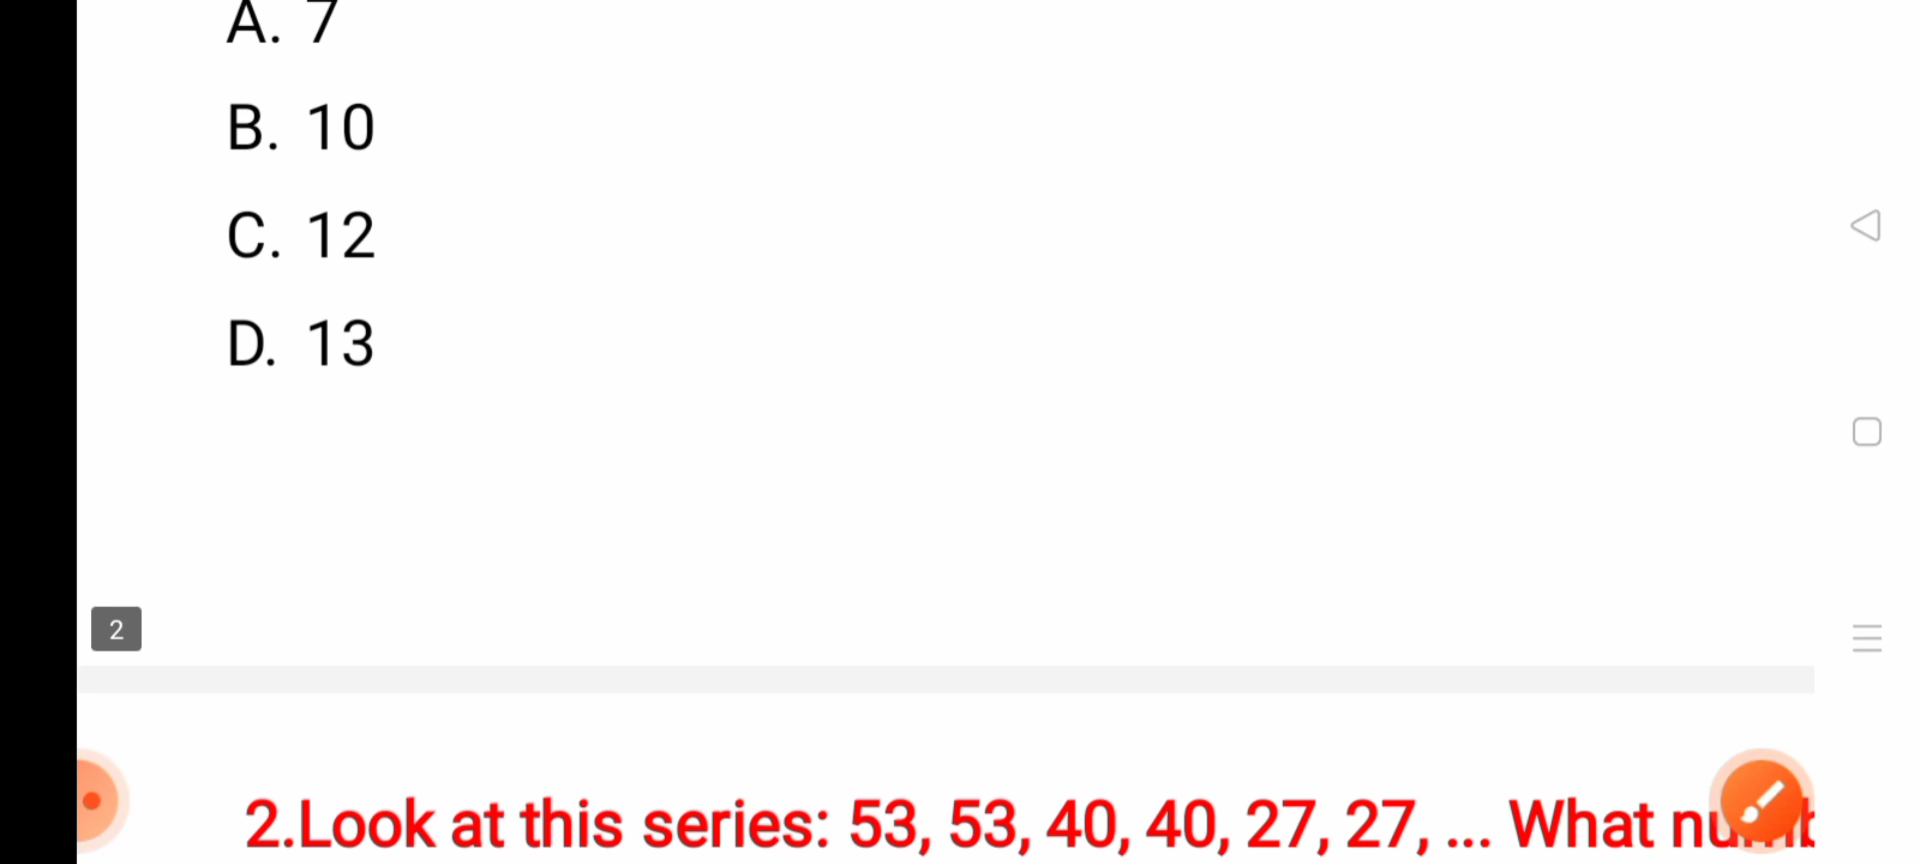 A. 7
B. 10
C. 12
D. 13
2
2.Look at this series: 53, 53, 40, 40, 27, 27, ... What